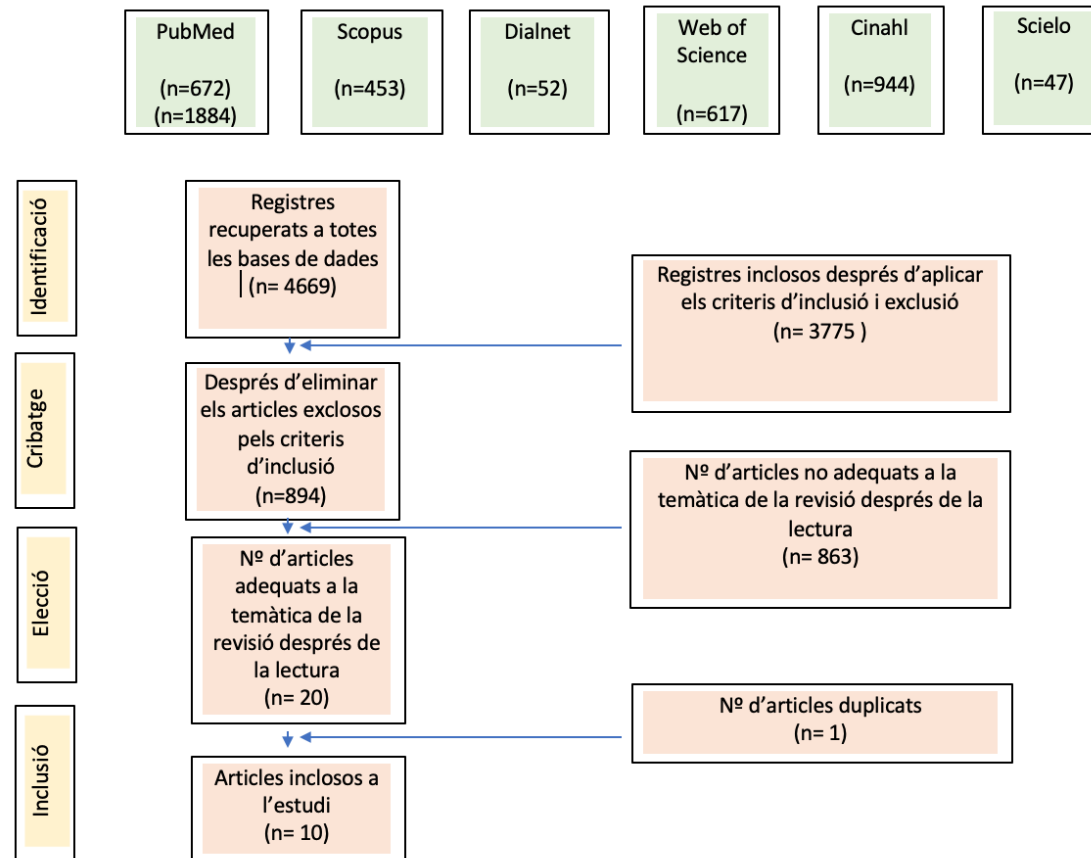 PubMed
(n=672)
(n=1884)
Scopus
(n=453)
Dialnet
(n=52)
Web of
Science
(n=617)
Cinahl
(n=944)
Scielo
(n=47)
Identificació
Registres
recuperats a totes
les bases de dades
(n= 4669)
Registres inclosos després d’aplicar
els criteris d’inclusió i exclusió
(n= 3775 )
Cribatge
Després d’eliminar
els articles exclosos
pels criteris
d’inclusió
(n=894)
Nº d’articles no adequats a la
temàtica de la revisió després de la
lectura
(n= 863)
Elecció
Nº d’articles
adequats a la
temàtica de la
revisió després de
la lectura
(n= 20)
Nº d’articles duplicats
(n= 1)
Inclusió
Articles inclosos a
l’estudi
(n= 10)